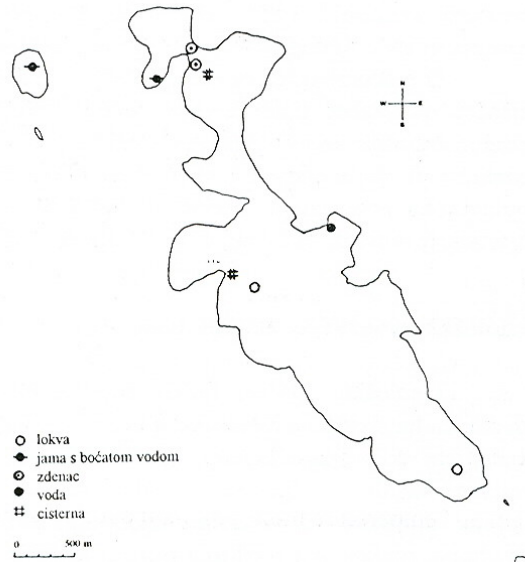 N
W E
S
lokva
jama s boćatom vodom
zdenac
voda
cisterna
0 500 m